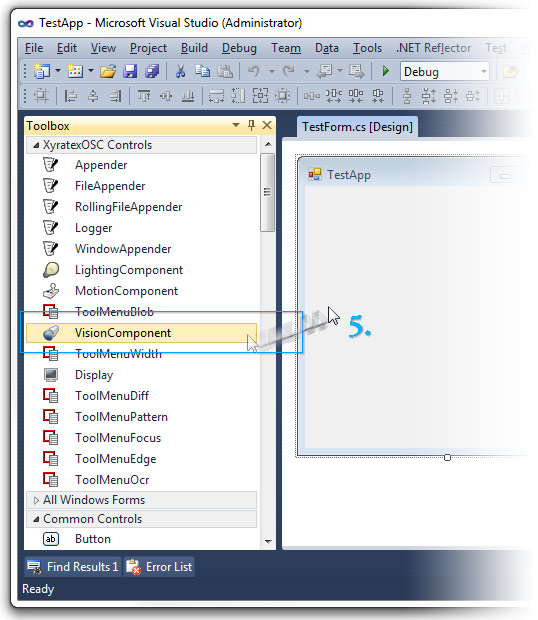 TestApp - Microsoft Visual Studio (Administrator)
File Edit View Project Build Debug Team Data Tools .NET Reflector Test
Debug
Toolbox
TestForm.cs [Design]
XyratexOSC Controls
TestApp
Appender
FileAppender
RollingFileAppender
Logger
WindowAppender
LightingComponent
MotionComponent
ToolMenuBlob
VisionComponent
5.
ToolMenuWidth
Display
ToolMenuDiff
ToolMenuPattern
ToolMenuFocus
ToolMenuEdge
ToolMenuOcr
All Windows Forms
Common Controls
ab Button
Find Results 1 Error List
Ready